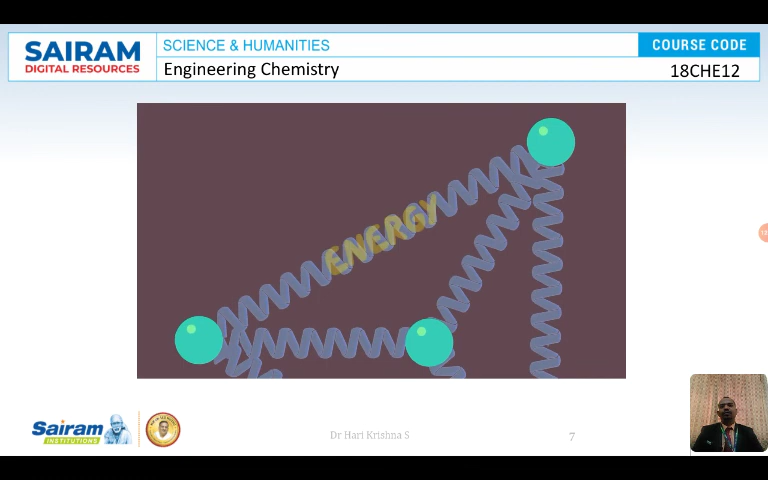 SAIRAM
DIGITAL RESOURCES
SCIENCE & HUMANITIES
COURSE CODE
Engineering Chemistry
18CHE12
ENERGY
Sairam
INSTITUTIONS
Dr Hari Krishna S
7